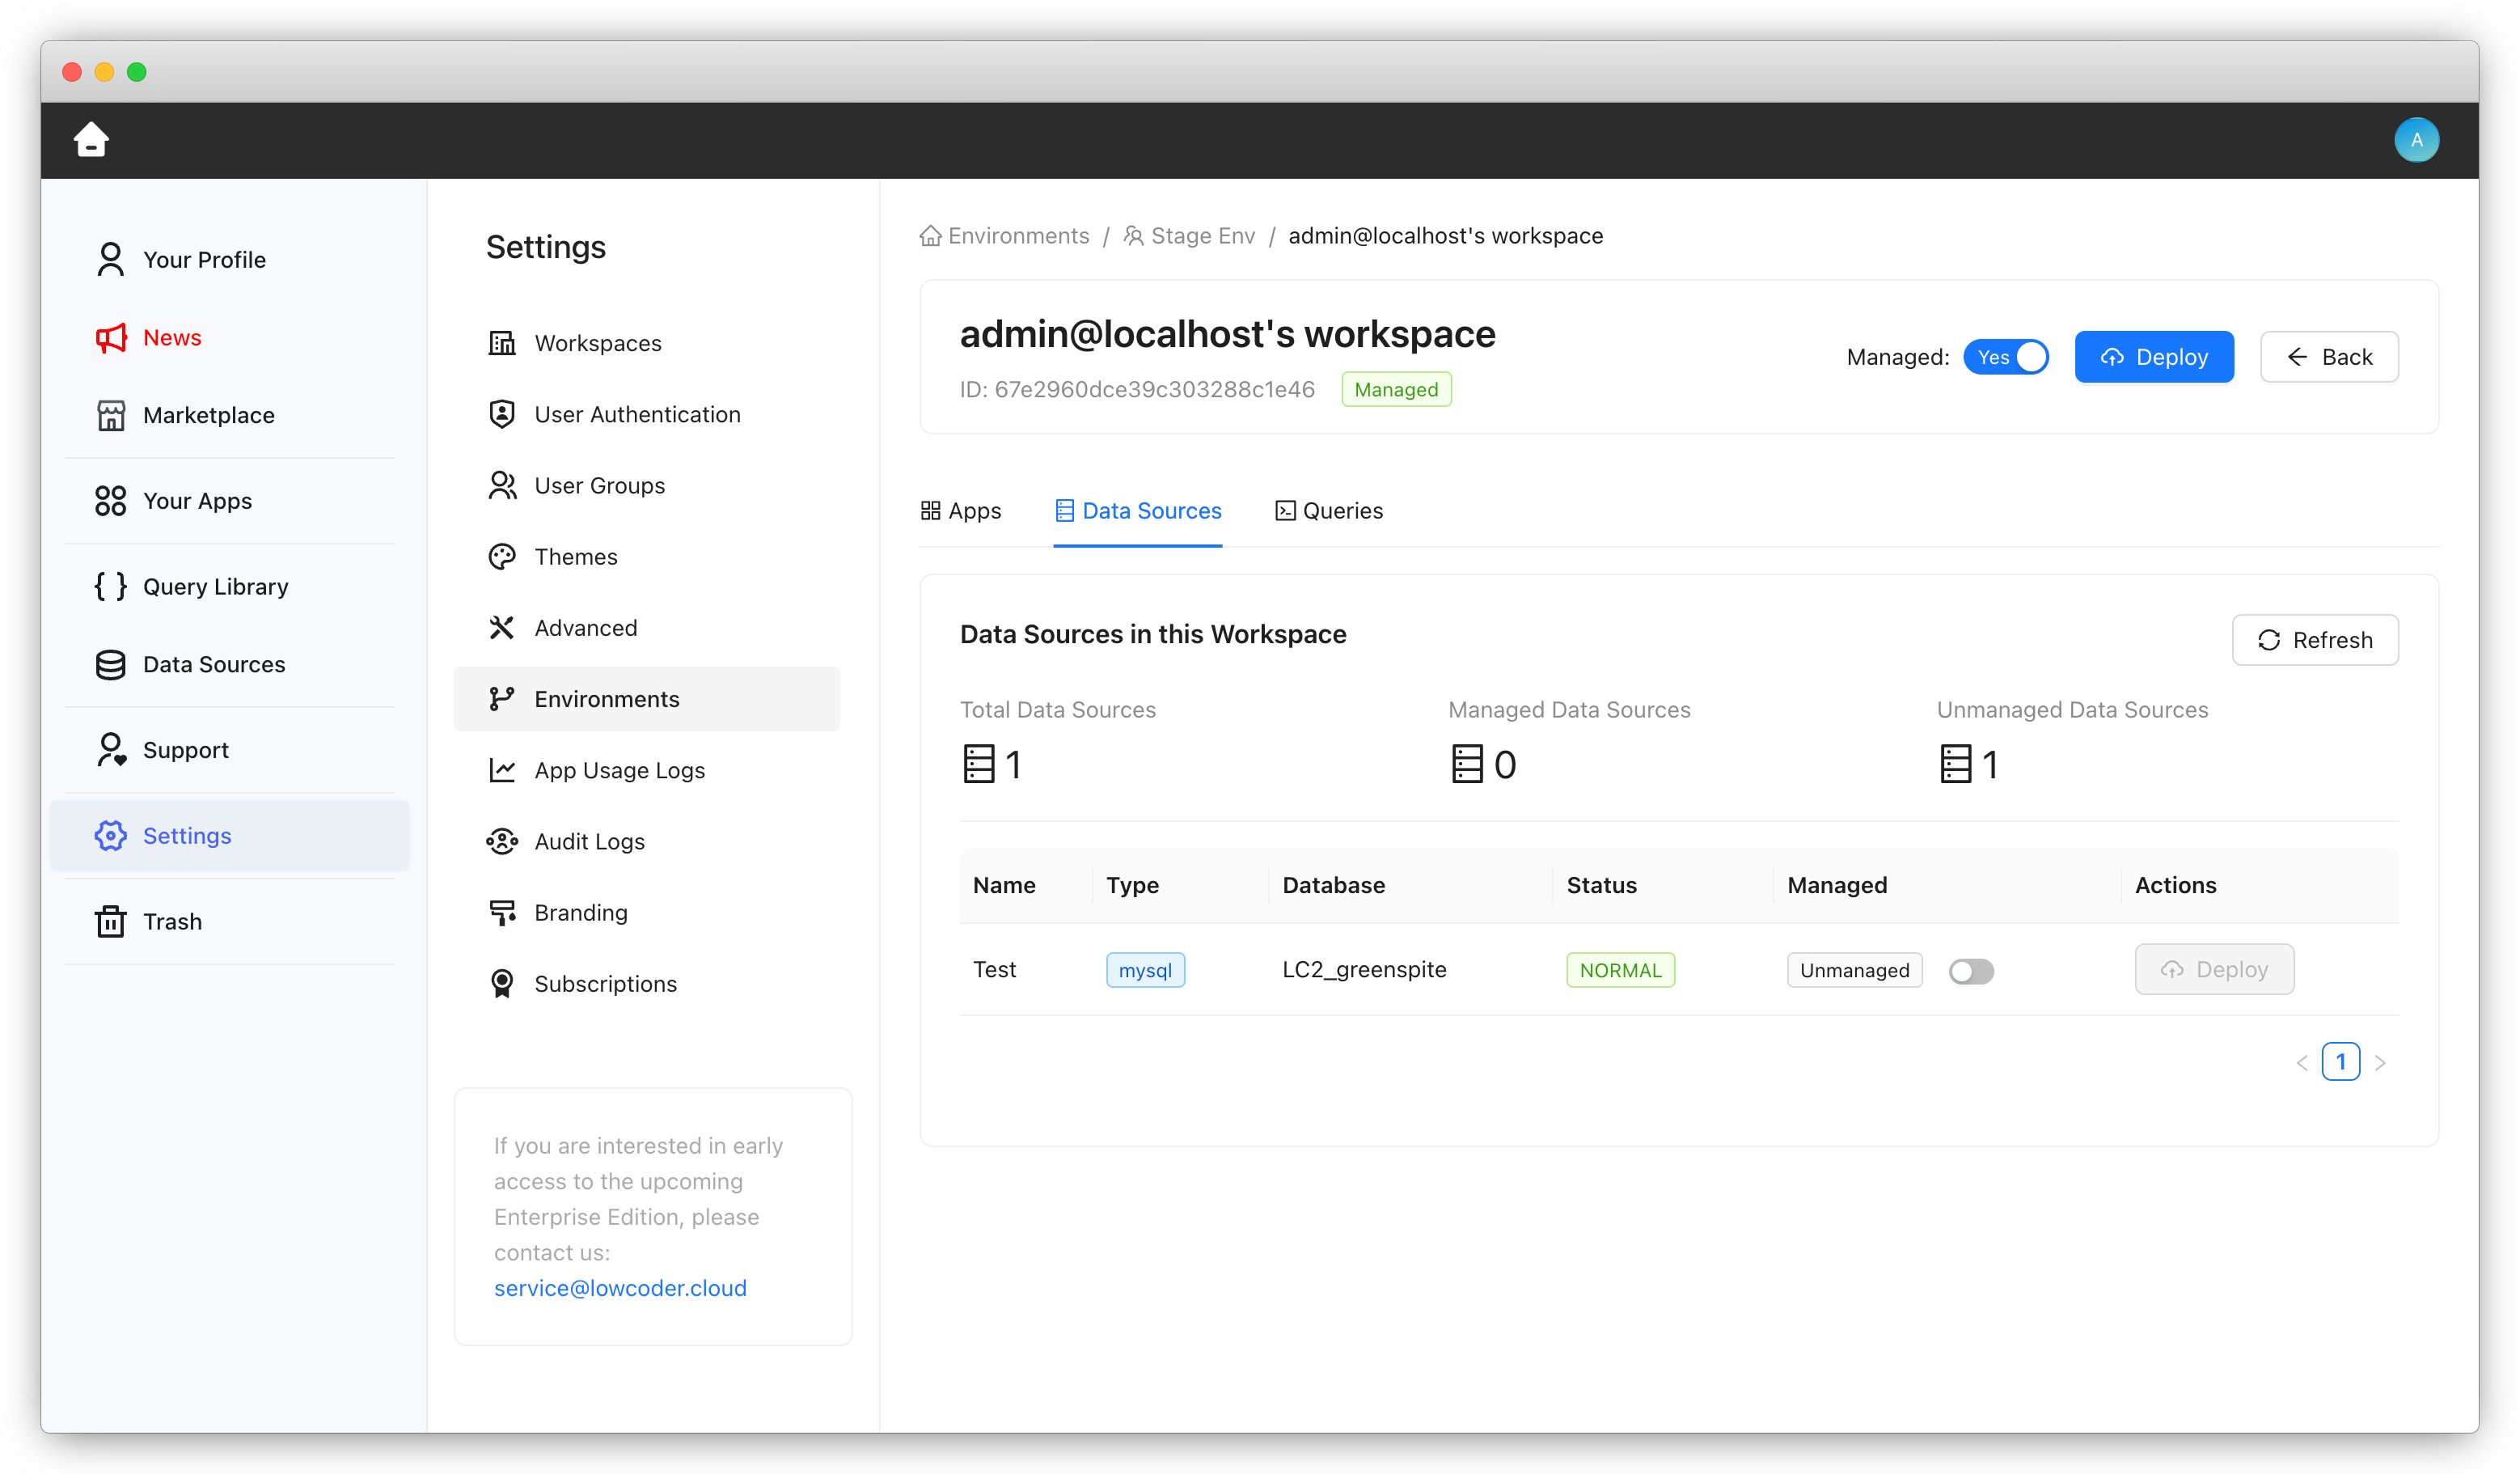 A
Your Profile
News
Marketplace
Your Apps
Query Library
Data Sources
Support
Settings
Trash
Settings
Workspaces
User Authentication
User Groups
Themes
Advanced
Environments
App Usage Logs
Audit Logs
Branding
Subscriptions
If you are interested in early
access to the upcoming
Enterprise Edition, please
contact us:
service@lowcoder.cloud
Environments / Stage Env / admin@localhost's workspace
admin@localhost's workspace
ID: 67e2960dce39c303288c1e46 Managed
Managed: Yes Deploy Back
Apps Data Sources Queries
Data Sources in this Workspace
Refresh
Total Data Sources Managed Data Sources Unmanaged Data Sources
1 0 1
Name Type Database Status Managed Actions
Test mysql LC2_greenspite NORMAL Unmanaged Deploy
< 1 >